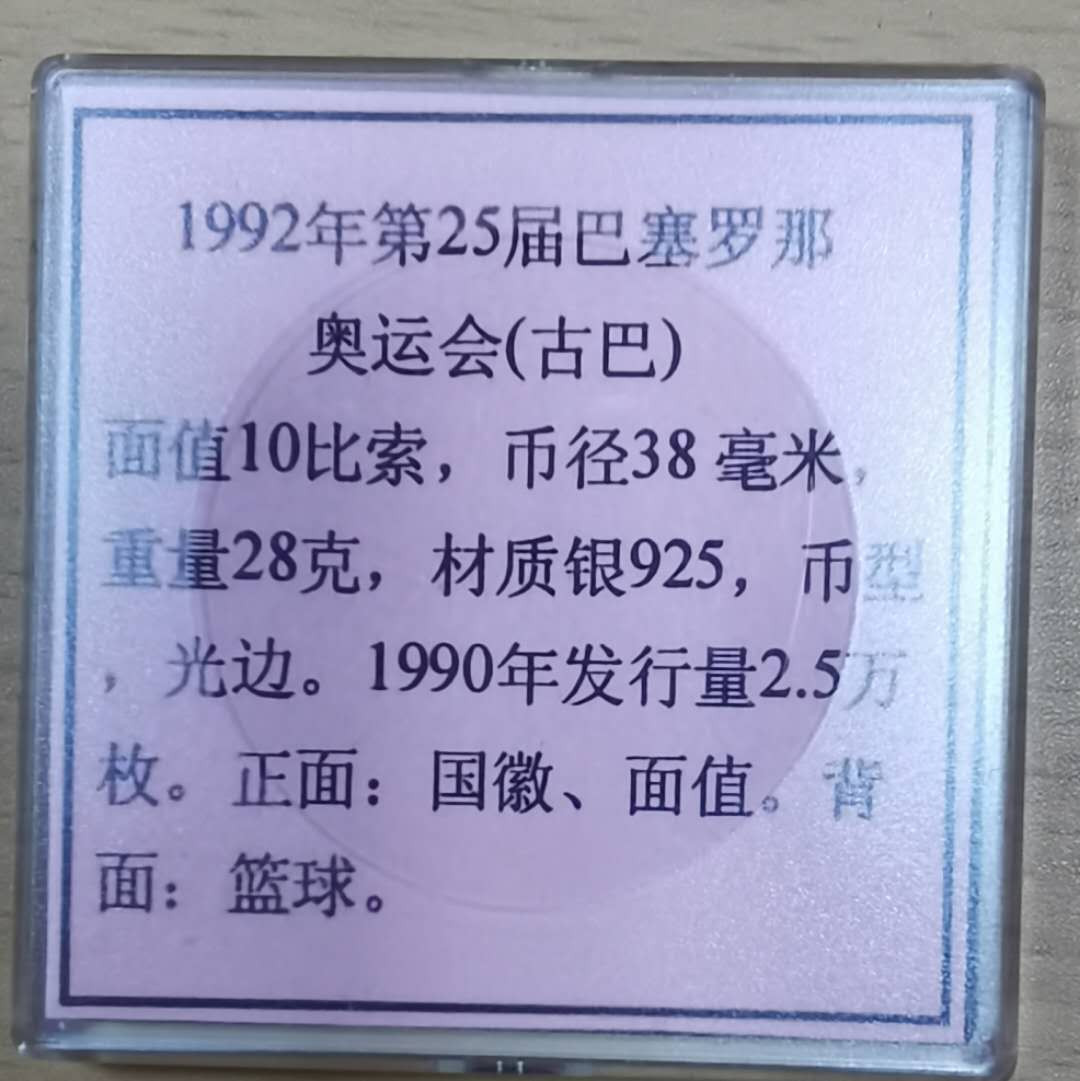 1992年第25届巴塞罗那
奥运会(古巴)
面值10比索，币径38毫米，
重量28克，材质银925，币型
，光边。1990年发行量2.5万
枚。正面：国徽、面值。背
面：篮球。